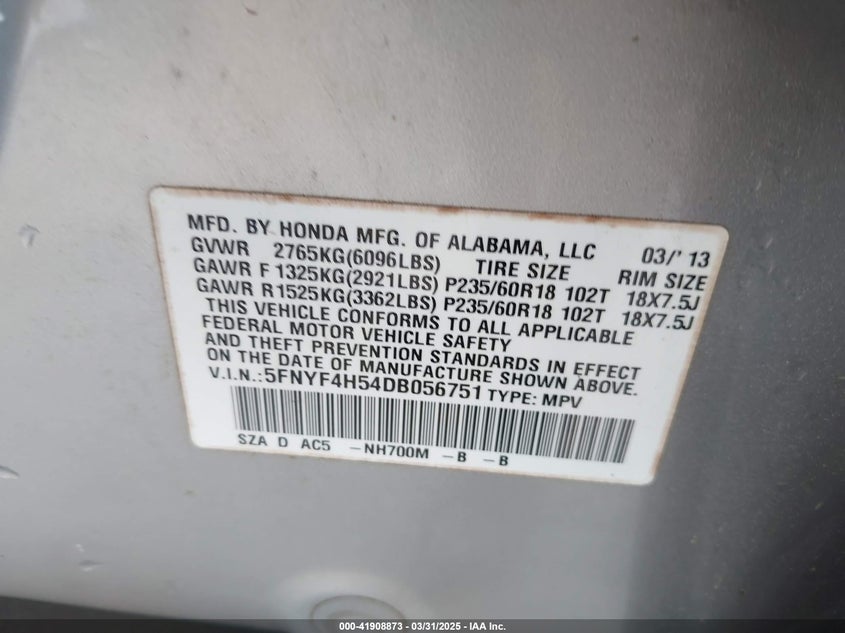 MFD. BY HONDA MFG. OF ALABAMA, LLC 03/'13
GVWR 2765KG(6096LBS) TIRE SIZE RIM SIZE
GAWR F 1325KG(2921LBS) P235/60R18 102T 18X7.5J
GAWR R1525KG(3362LBS) P235/60R18 102T 18X7.5J
THIS VEHICLE CONFORMS TO ALL APPLICABLE
FEDERAL MOTOR VEHICLE SAFETY
AND THEFT PREVENTION STANDARDS IN EFFECT
ON THE DATE OF MANUFACTURE SHOWN ABOVE.
V.I.N.:5FNYF4H54DB056751 TYPE: MPV
SZA D AC5 -NH700M -B -B
000-41908873 - 03/31/2025 - IAA Inc.